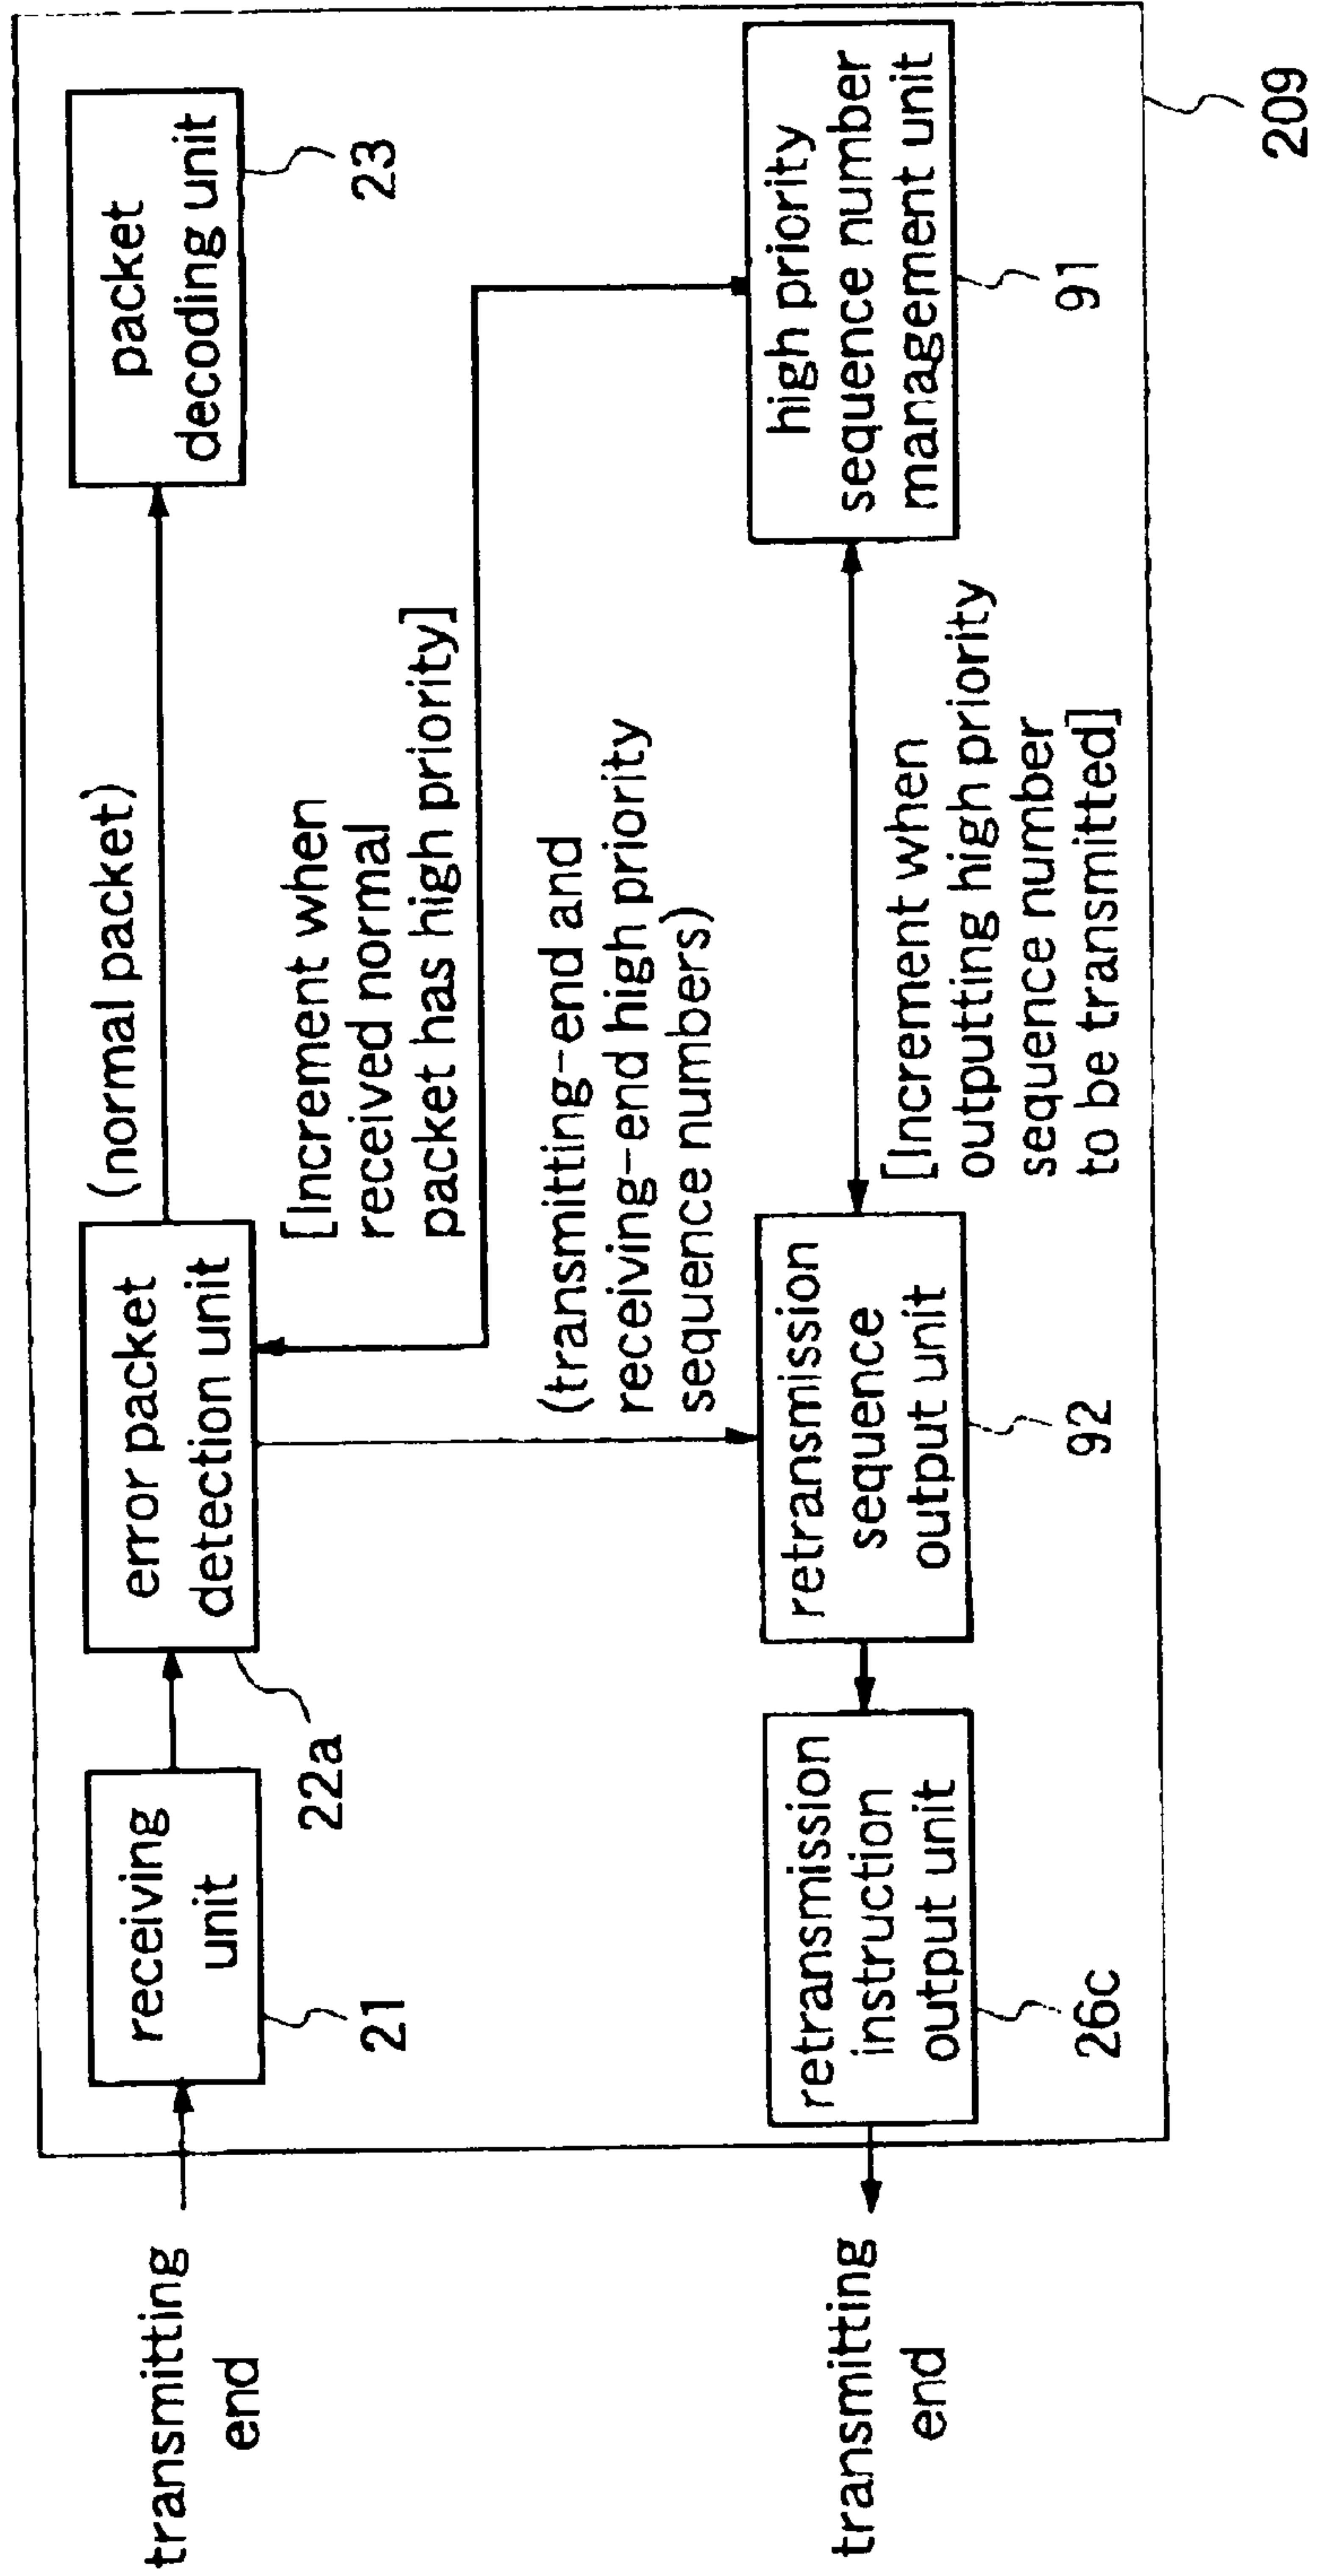 transmitting
end
receiving
unit
21
error packet
detection unit
22a
(normal packet)
packet
decoding unit
23
[Increment when
received normal
packet has high priority]
(transmitting-end and
receiving-end high priority
sequence numbers)
transmitting
end
retransmission
instruction
output unit
26c
retransmission
sequence
output unit
92
[Increment when
outputting high priority
sequence number
to be transmitted]
high priority
sequence number
management unit
91
209